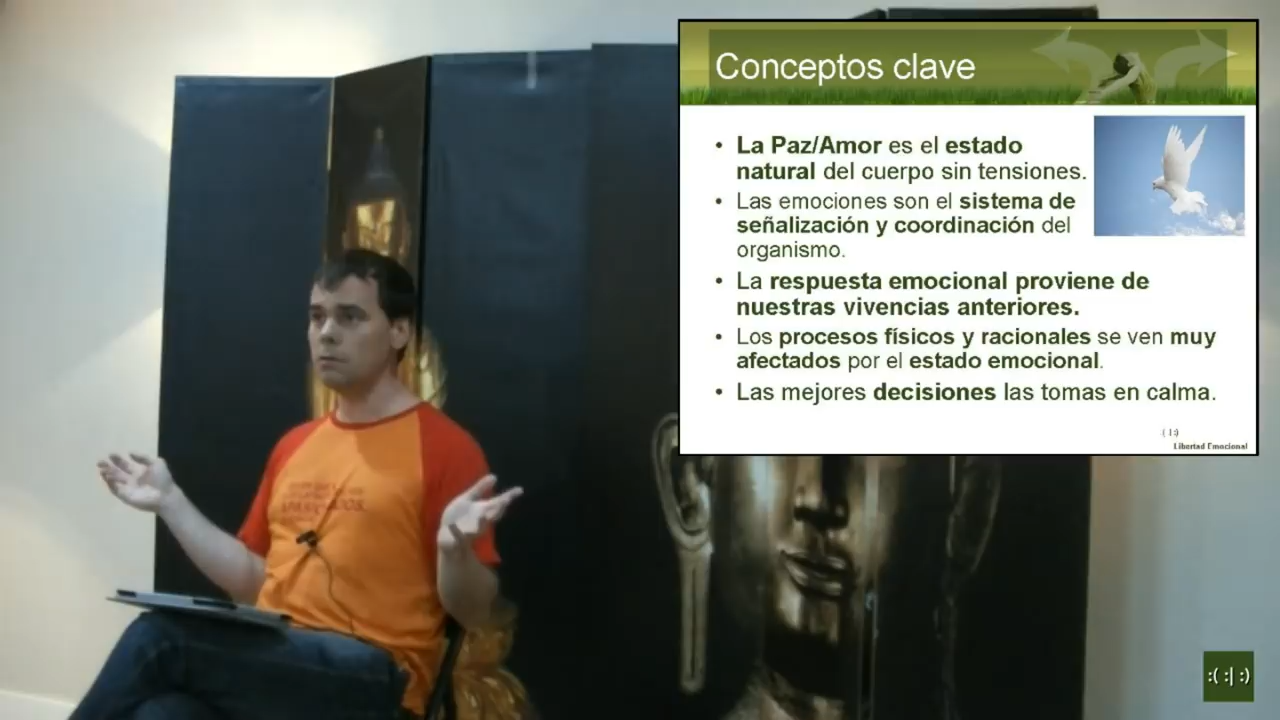 Conceptos clave
• La Paz/Amor es el estado
natural del cuerpo sin tensiones.
• Las emociones son el sistema de
señalización y coordinación del
organismo.
• La respuesta emocional proviene de
nuestras vivencias anteriores.
• Los procesos físicos y racionales se ven muy
afectados por el estado emocional.
• Las mejores decisiones las tomas en calma.
Libertad Emocional
:( :| :)